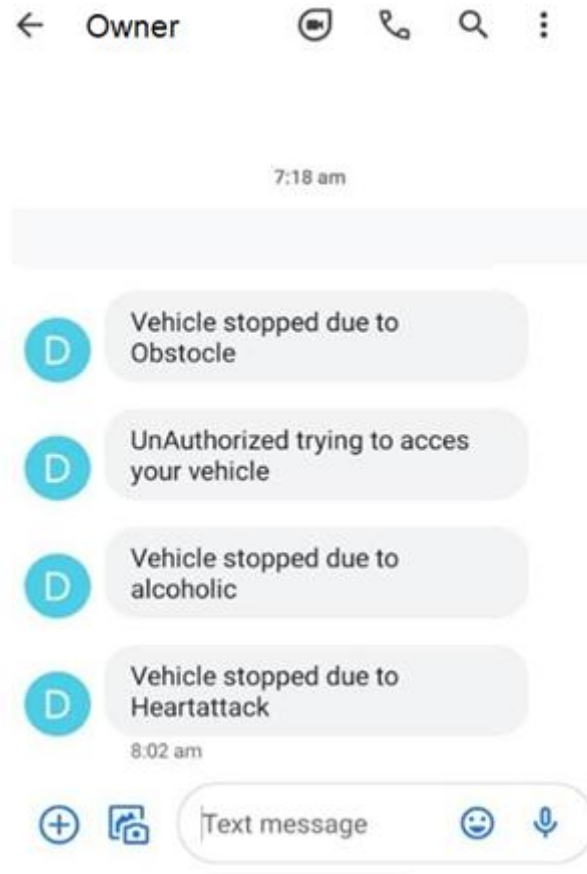 Owner
7:18 am
Vehicle stopped due to
Obstocle
D
UnAuthorized trying to acces
your vehicle
D
Vehicle stopped due to
alcoholic
D
Vehicle stopped due to
Heartattack
D
8:02 am
Text message